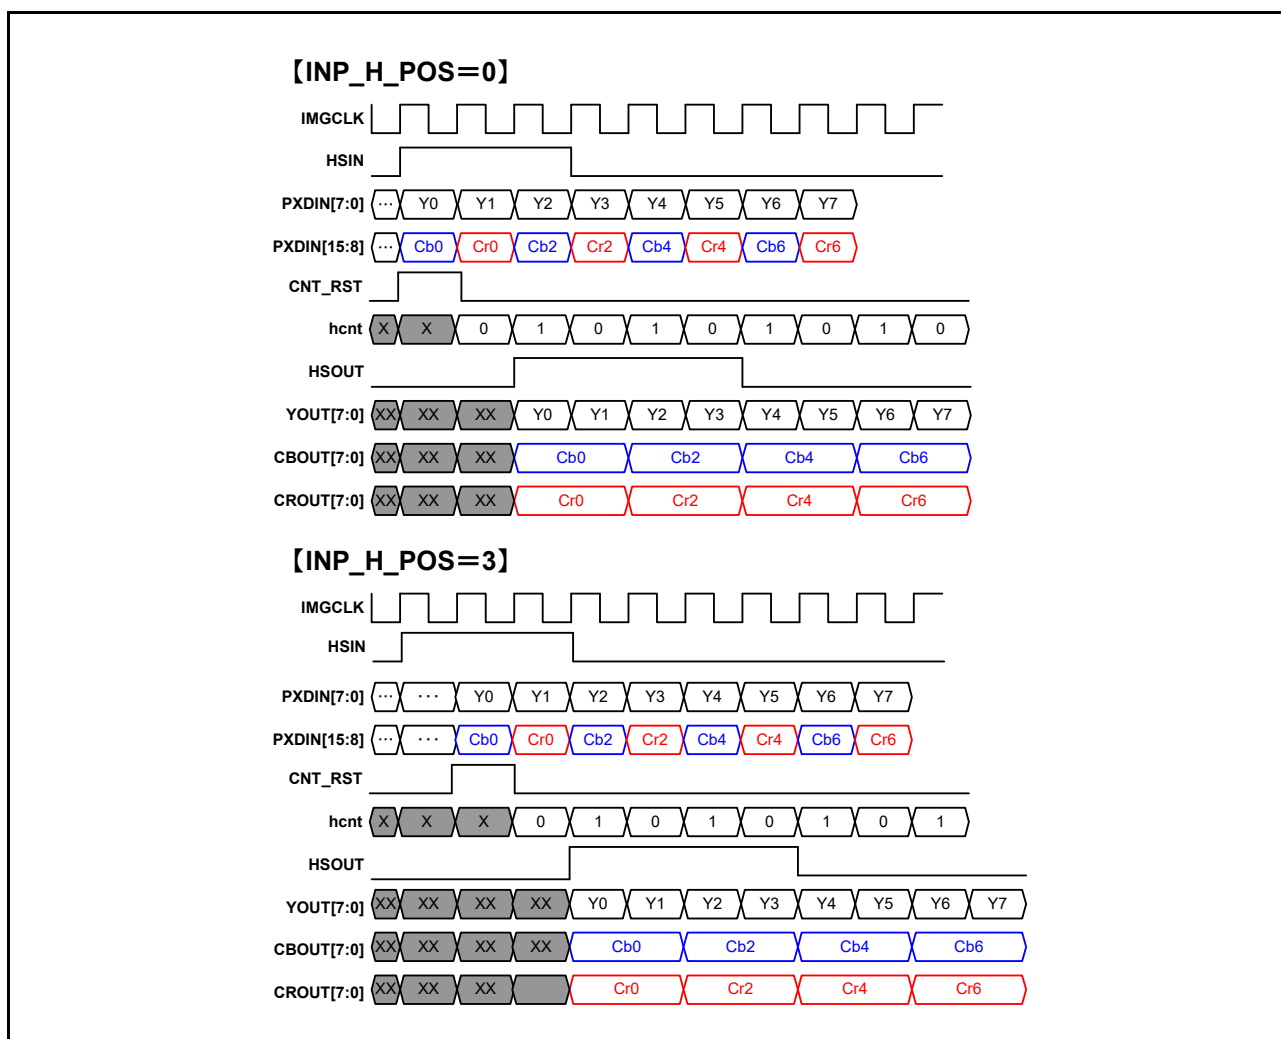 【INP_H_POS＝0】
IMGCLK
HSIN
PXDIN[7:0] ··· Y0 Y1 Y2 Y3 Y4 Y5 Y6 Y7
PXDIN[15:8] ··· Cb0 Cr0 Cb2 Cr2 Cb4 Cr4 Cb6 Cr6
CNT_RST
hcnt X X 0 1 0 1 0 1 0 1 0
HSOUT
YOUT[7:0] XX XX XX Y0 Y1 Y2 Y3 Y4 Y5 Y6 Y7
CBOUT[7:0] XX XX XX Cb0 Cb2 Cb4 Cb6
CROUT[7:0] XX XX XX Cr0 Cr2 Cr4 Cr6
【INP_H_POS＝3】
IMGCLK
HSIN
PXDIN[7:0] ··· ··· Y0 Y1 Y2 Y3 Y4 Y5 Y6 Y7
PXDIN[15:8] ··· ··· Cb0 Cr0 Cb2 Cr2 Cb4 Cr4 Cb6 Cr6
CNT_RST
hcnt X X X 0 1 0 1 0 1 0 1
HSOUT
YOUT[7:0] XX XX XX XX Y0 Y1 Y2 Y3 Y4 Y5 Y6 Y7
CBOUT[7:0] XX XX XX XX Cb0 Cb2 Cb4 Cb6
CROUT[7:0] XX XX XX Cr0 Cr2 Cr4 Cr6